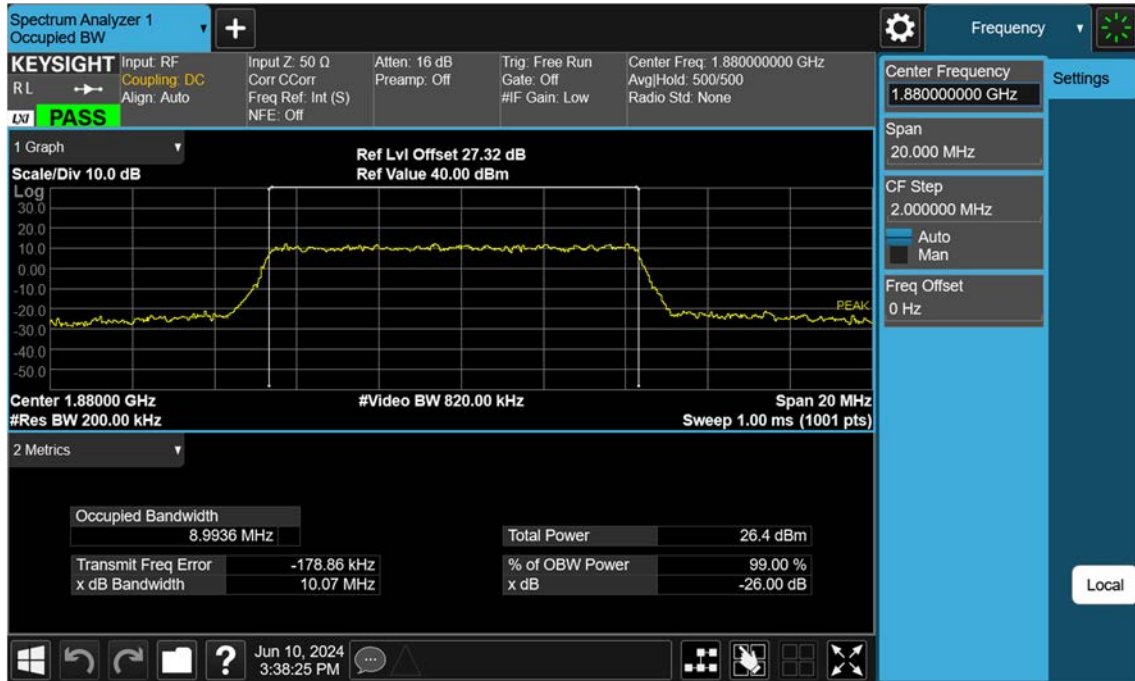 Spectrum Analyzer 1
Occupied BW
Frequency
KEYSIGHT
R L
LXI
PASS
Input: RF
Coupling: DC
Align: Auto
Input Z: 50 Ω
Corr CCorr
Freq Ref: Int (S)
NFE: Off
Atten: 16 dB
Preamp: Off
Trig: Free Run
Gate: Off
#IF Gain: Low
Center Freq: 1.880000000 GHz
Avg|Hold: 500/500
Radio Std: None
Center Frequency
1.880000000 GHz
Settings
Span
20.000 MHz
CF Step
2.000000 MHz
Auto
Man
Freq Offset
0 Hz
Local
1 Graph
Scale/Div 10.0 dB
Ref Lvl Offset 27.32 dB
Ref Value 40.00 dBm
Log
30.0
20.0
10.0
0.00
-10.0
-20.0
-30.0
-40.0
-50.0
PEAK
Center 1.88000 GHz
#Video BW 820.00 kHz
Span 20 MHz
#Res BW 200.00 kHz
Sweep 1.00 ms (1001 pts)
2 Metrics
Occupied Bandwidth
8.9936 MHz
Total Power 26.4 dBm
Transmit Freq Error -178.86 kHz
% of OBW Power 99.00 %
x dB Bandwidth 10.07 MHz
x dB -26.00 dB
?
Jun 10, 2024
3:38:25 PM